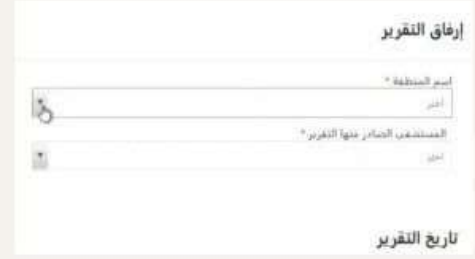 إرفاق التقرير
اسم المنطقة *
اختر
المستشفى الصادر منها التقرير *
اختر
تاريخ التقرير